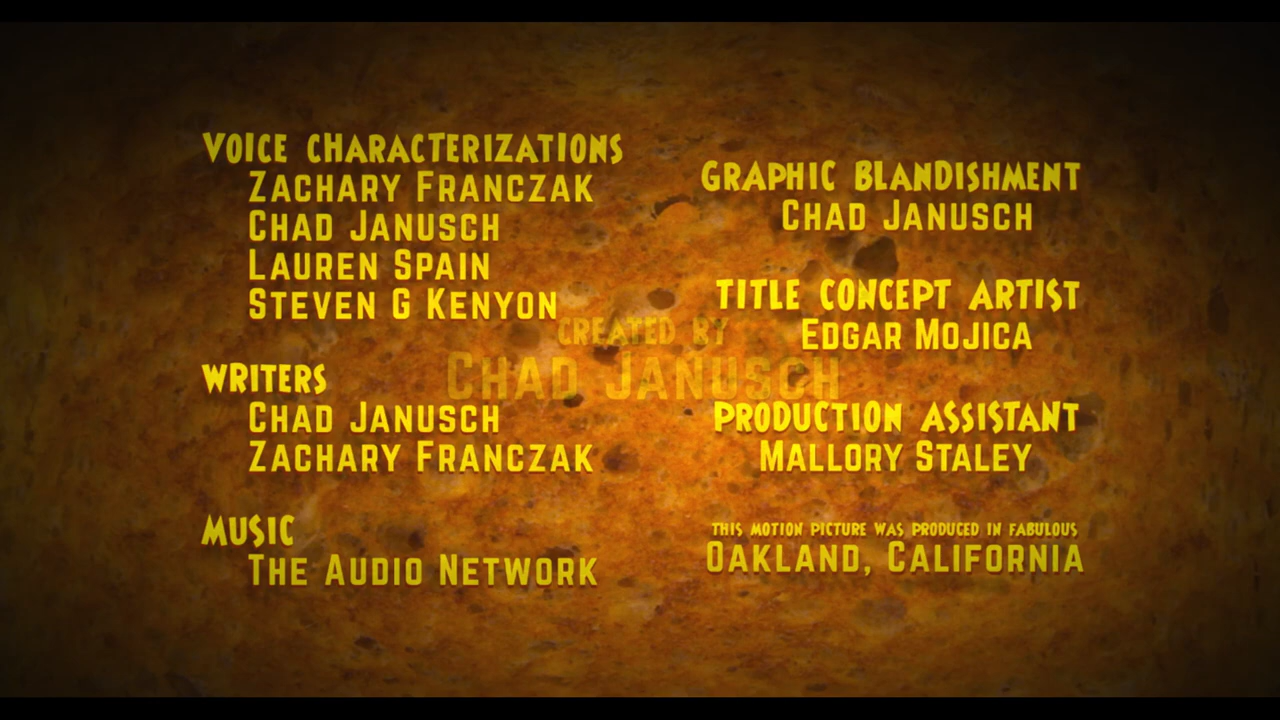 VOICE CHARACTERIZATIONS
ZACHARY FRANCZAK
CHAD JANUSCH
LAUREN SPAIN
STEVEN G KENYON
WRITERS
CHAD JANUSCH
ZACHARY FRANCZAK
MUSIC
THE AUDIO NETWORK
CREATED BY
CHAD JANUSCH
GRAPHIC BLANDISHMENT
CHAD JANUSCH
TITLE CONCEPT ARTIST
EDGAR MOJICA
PRODUCTION ASSISTANT
MALLORY STALEY
THIS MOTION PICTURE WAS PRODUCED IN FABULOUS
OAKLAND, CALIFORNIA